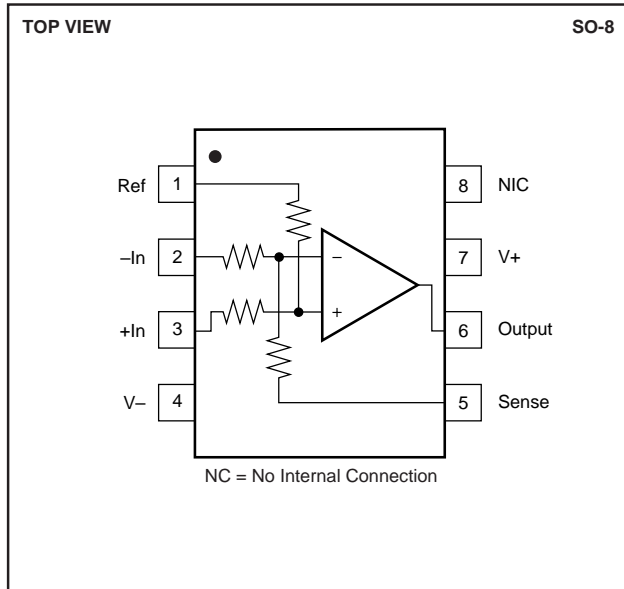 TOP VIEW SO-8
Ref 1 8 NIC
–In 2 – 7 V+
+In 3 + 6 Output
V– 4 5 Sense
NC = No Internal Connection